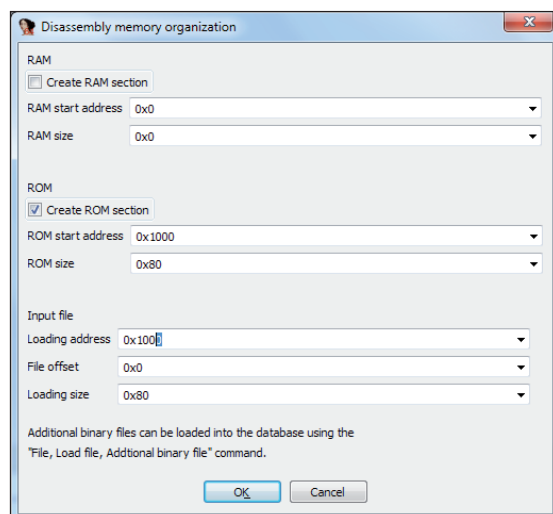 Disassembly memory organization
RAM
Create RAM section
RAM start address 0x0
RAM size 0x0
ROM
Create ROM section
ROM start address 0x1000
ROM size 0x80
Input file
Loading address 0x1000
File offset 0x0
Loading size 0x80
Additional binary files can be loaded into the database using the
"File, Load file, Addtional binary file" command.
OK Cancel